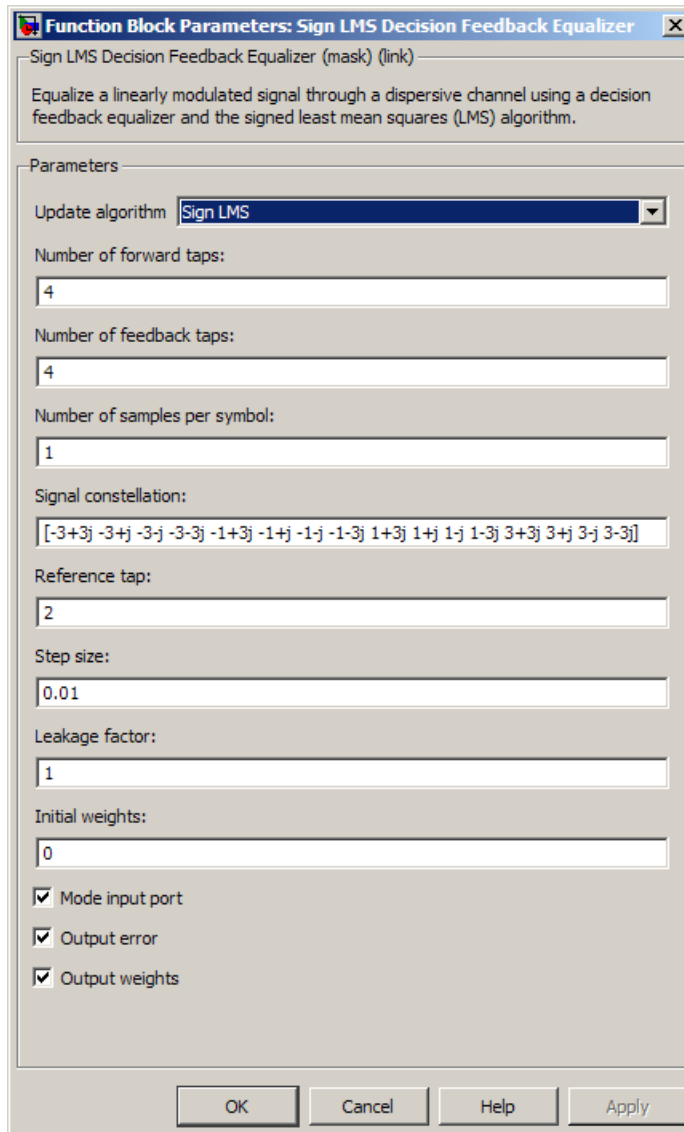 Function Block Parameters: Sign LMS Decision Feedback Equalizer
Sign LMS Decision Feedback Equalizer (mask) (link)
Equalize a linearly modulated signal through a dispersive channel using a decision
feedback equalizer and the signed least mean squares (LMS) algorithm.
Parameters
Update algorithm Sign LMS
Number of forward taps:
4
Number of feedback taps:
4
Number of samples per symbol:
1
Signal constellation:
[-3+3j -3+j -3-j -3-3j -1+3j -1+j -1-j -1-3j 1+3j 1+j 1-j 1-3j 3+3j 3+j 3-j 3-3j]
Reference tap:
2
Step size:
0.01
Leakage factor:
1
Initial weights:
0
Mode input port
Output error
Output weights
OK Cancel Help Apply